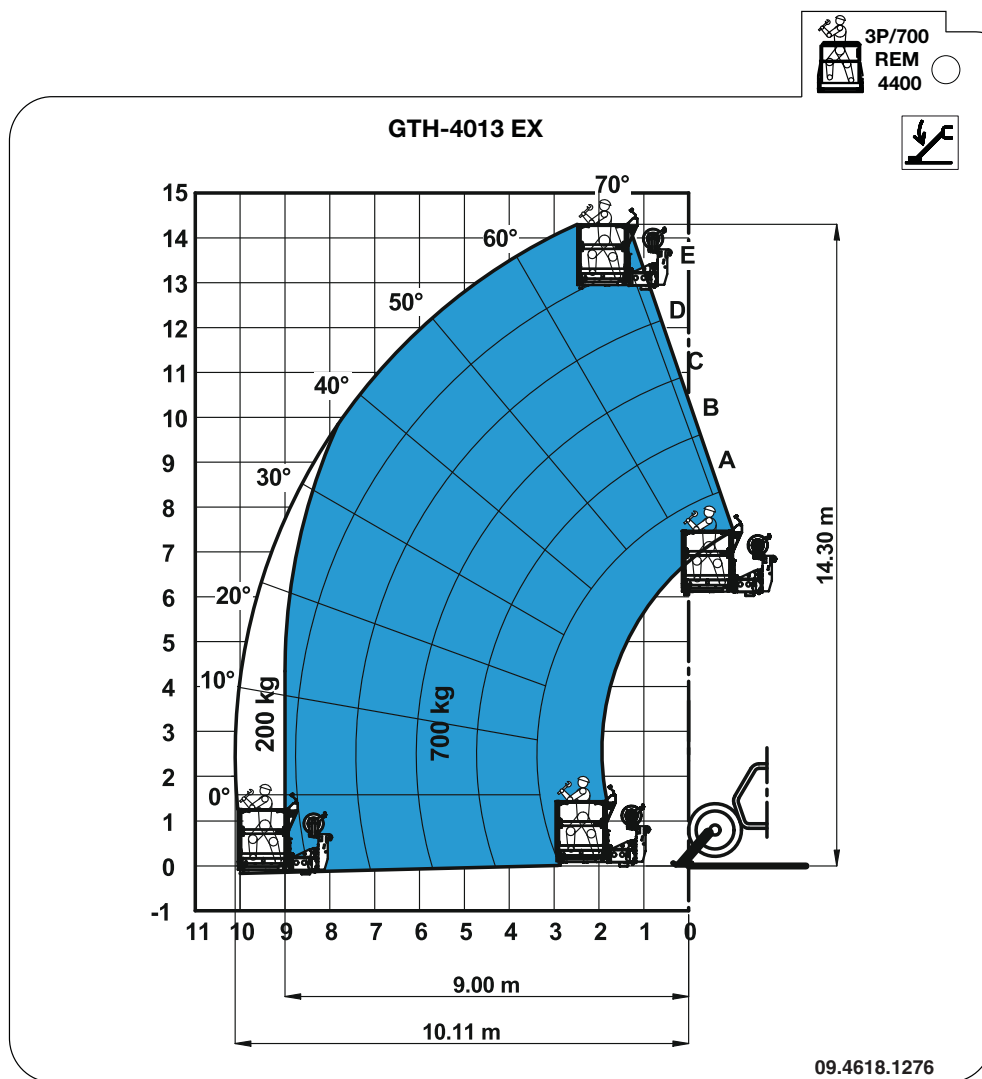 3P/700
REM
4400
GTH-4013 EX
15
14
13
12
11
10
9
8
7
6
5
4
3
2
1
0
-1
70°
60°
50°
40°
30°
20°
10°
0°
E
D
C
B
A
200 kg
700 kg
14.30 m
11 10 9 8 7 6 5 4 3 2 1 0
9.00 m
10.11 m
09.4618.1276